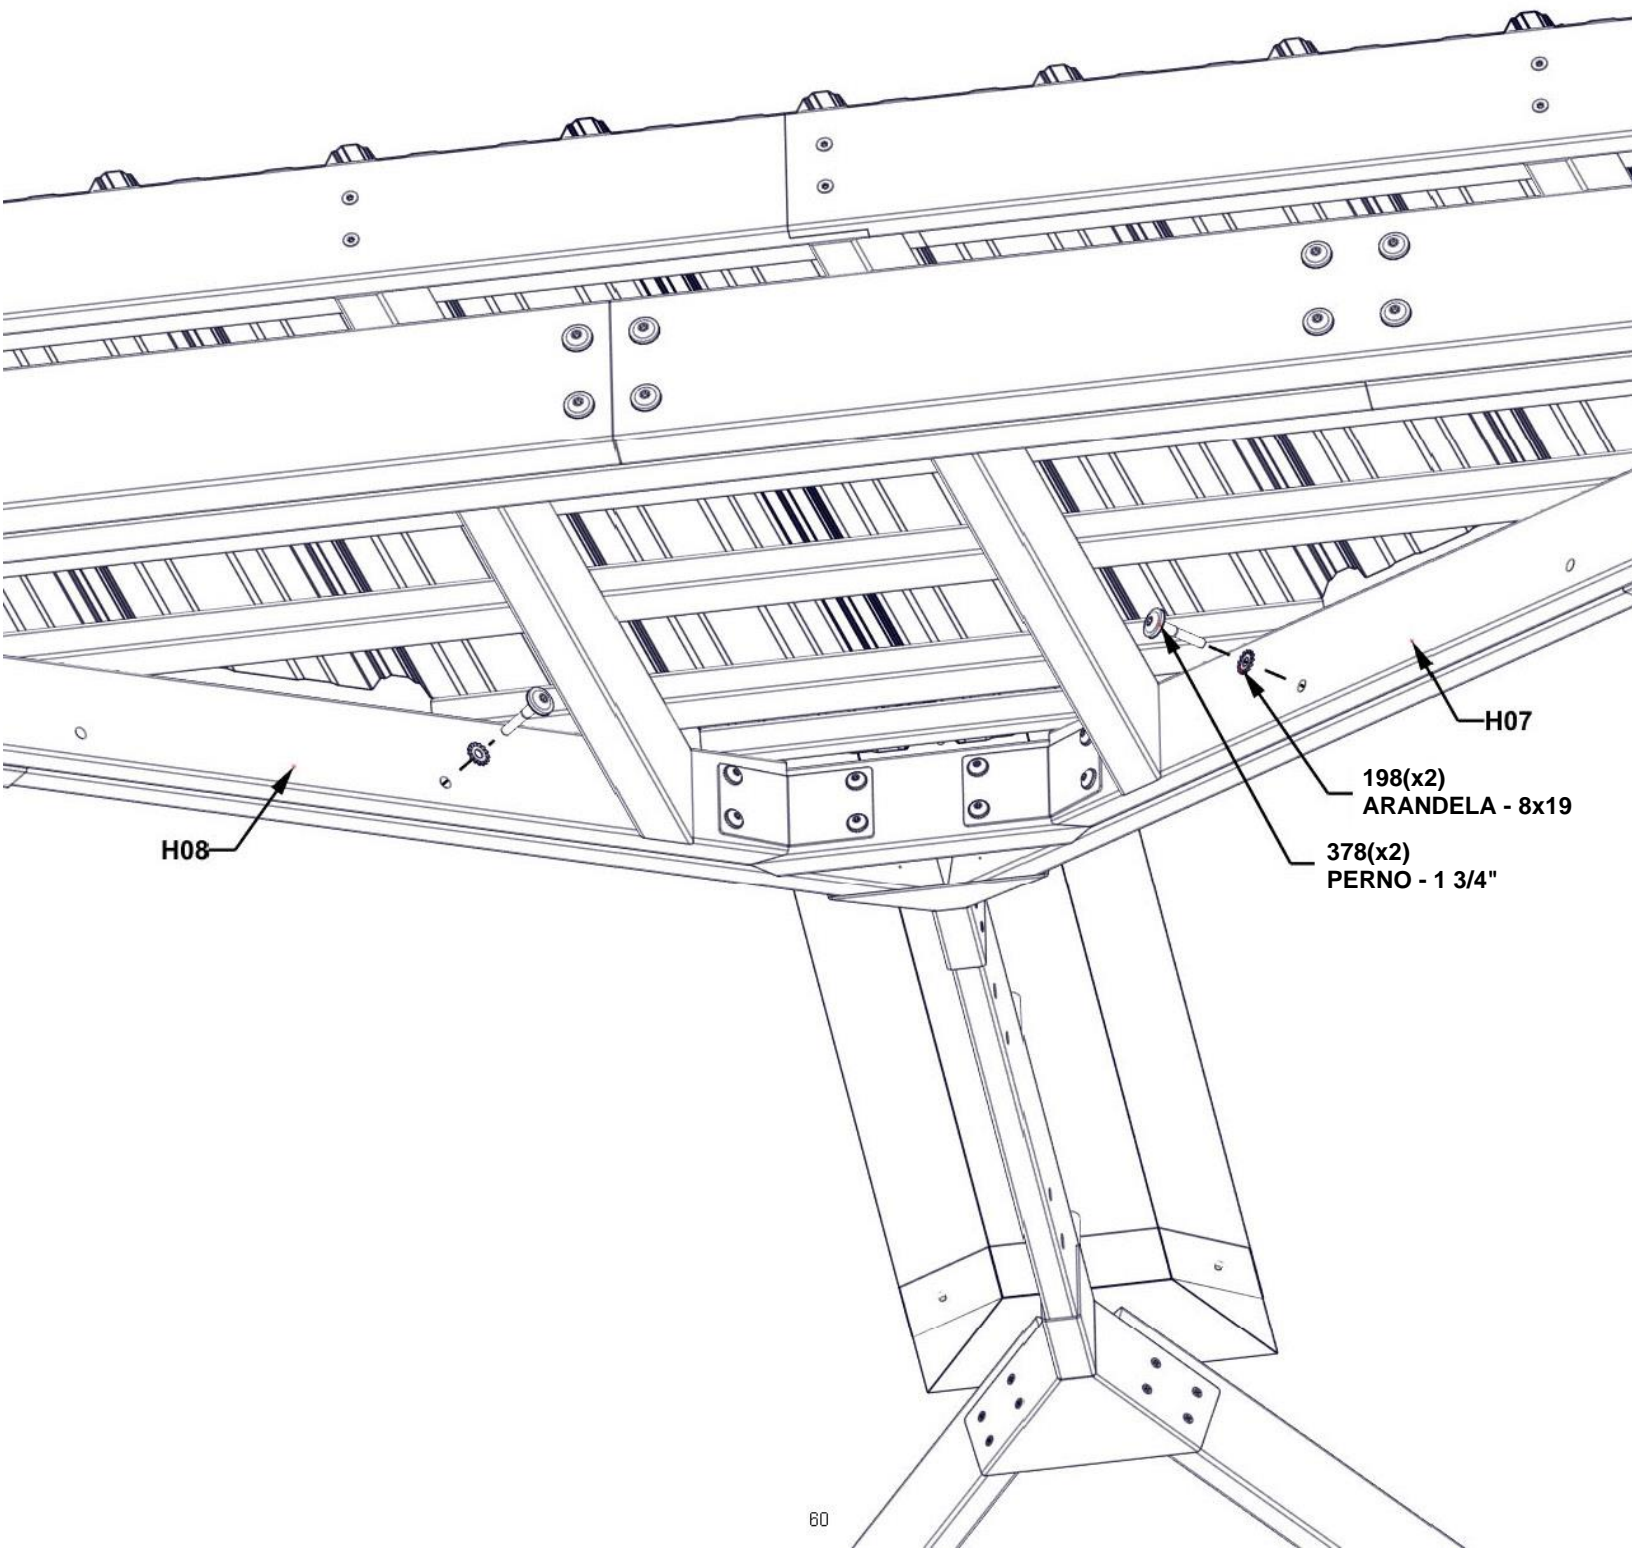 H07
198(x2)
ARANDELA - 8x19
H08
378(x2)
PERNO - 1 3/4"
60